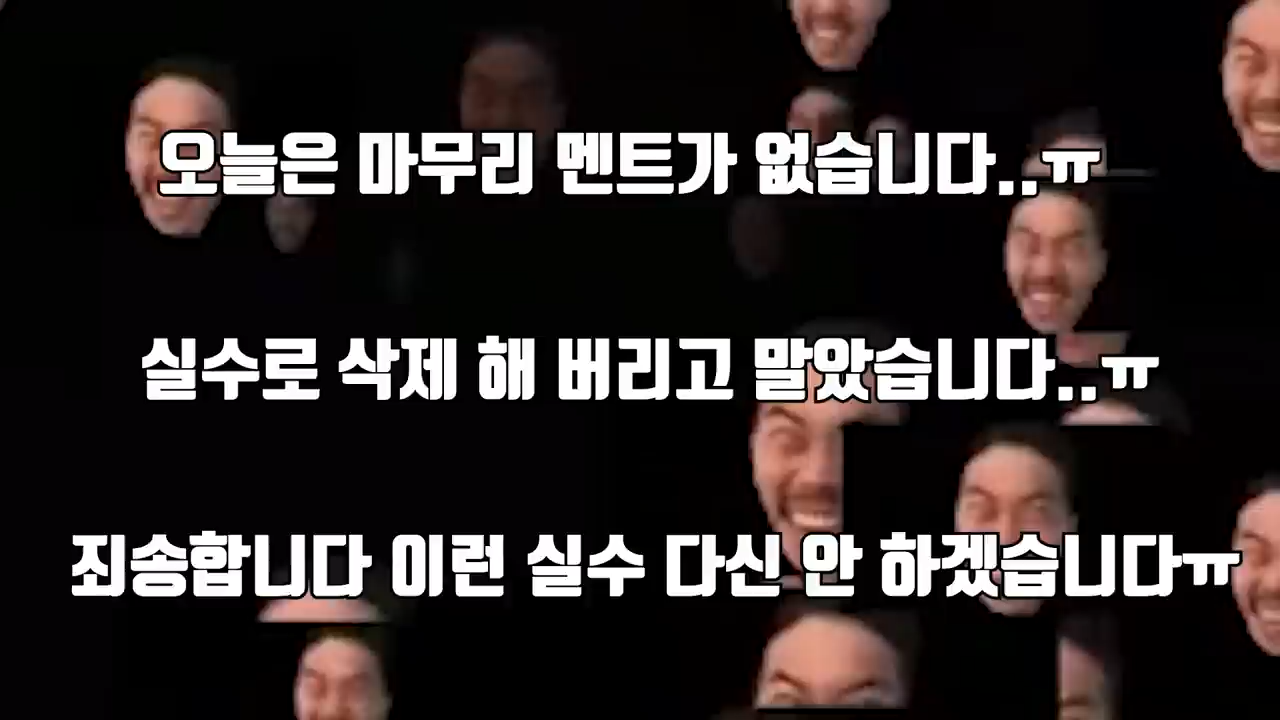 오늘은 마무리 멘트가 없습니다..ㅠ
실수로 삭제 해 버리고 말았습니다..ㅠ
죄송합니다 이런 실수 다신 안 하겠습니다ㅠ